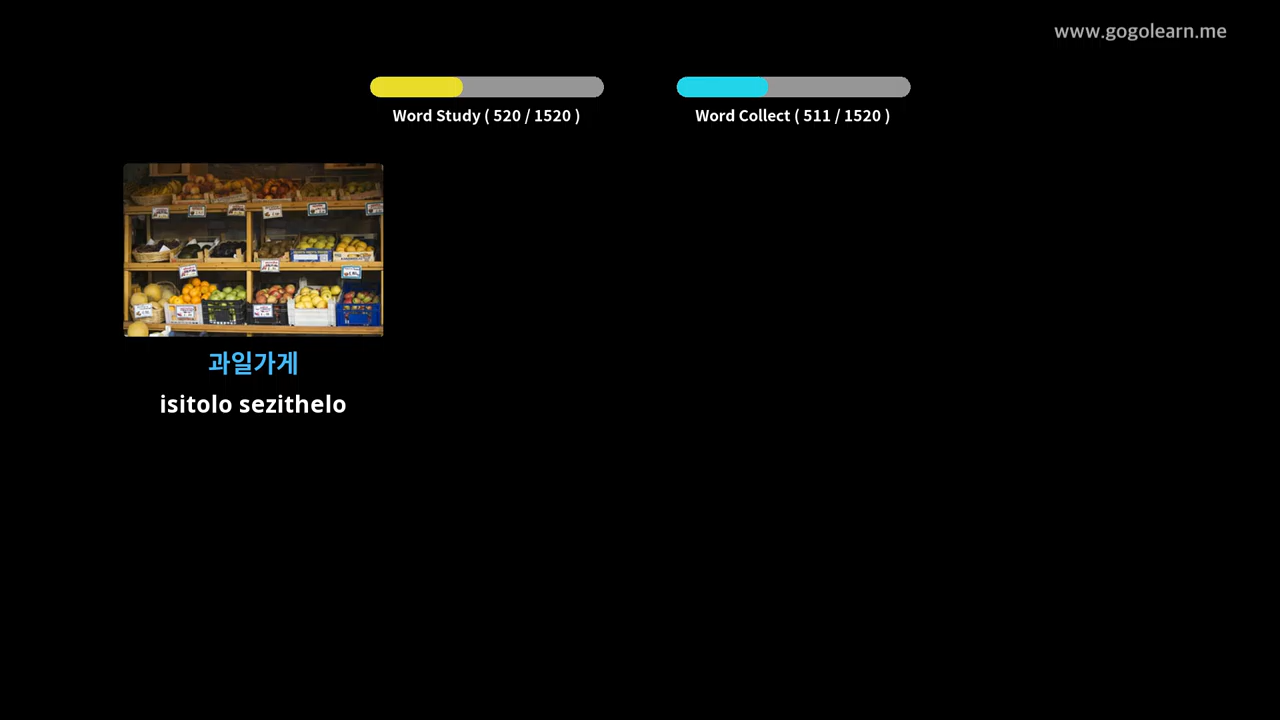 www.gogolearn.me
Word Study ( 520 / 1520 )
Word Collect ( 511 / 1520 )
과일가게
isitolo sezithelo